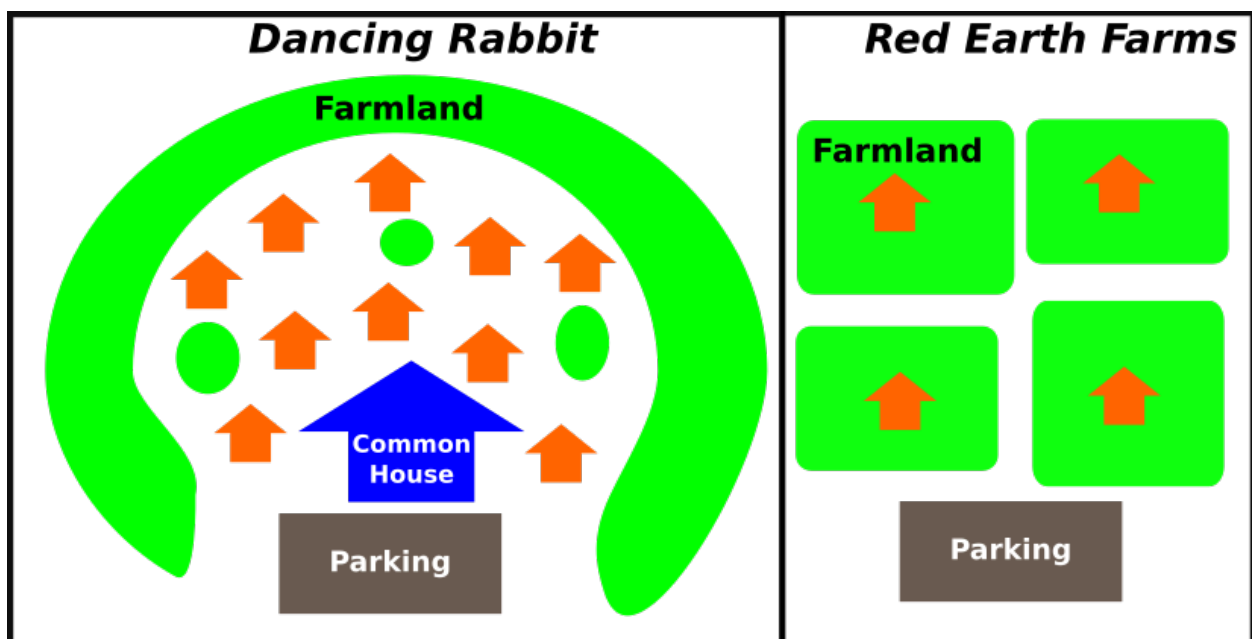 Dancing Rabbit
Farmland
Common
House
Parking
Red Earth Farms
Farmland
Parking